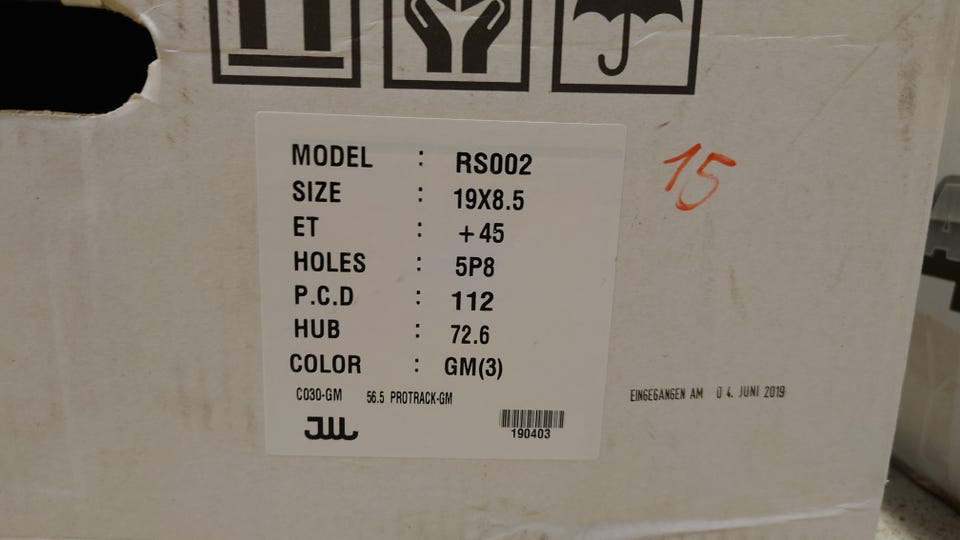 MODEL : RS002
SIZE : 19X8.5
ET : +45
HOLES : 5P8
P.C.D : 112
HUB : 72.6
COLOR : GM(3)
C030-GM 56.5 PROTRACK-GM
JWL
190403
15
EINGEGANGEN AM 04. JUNI 2019